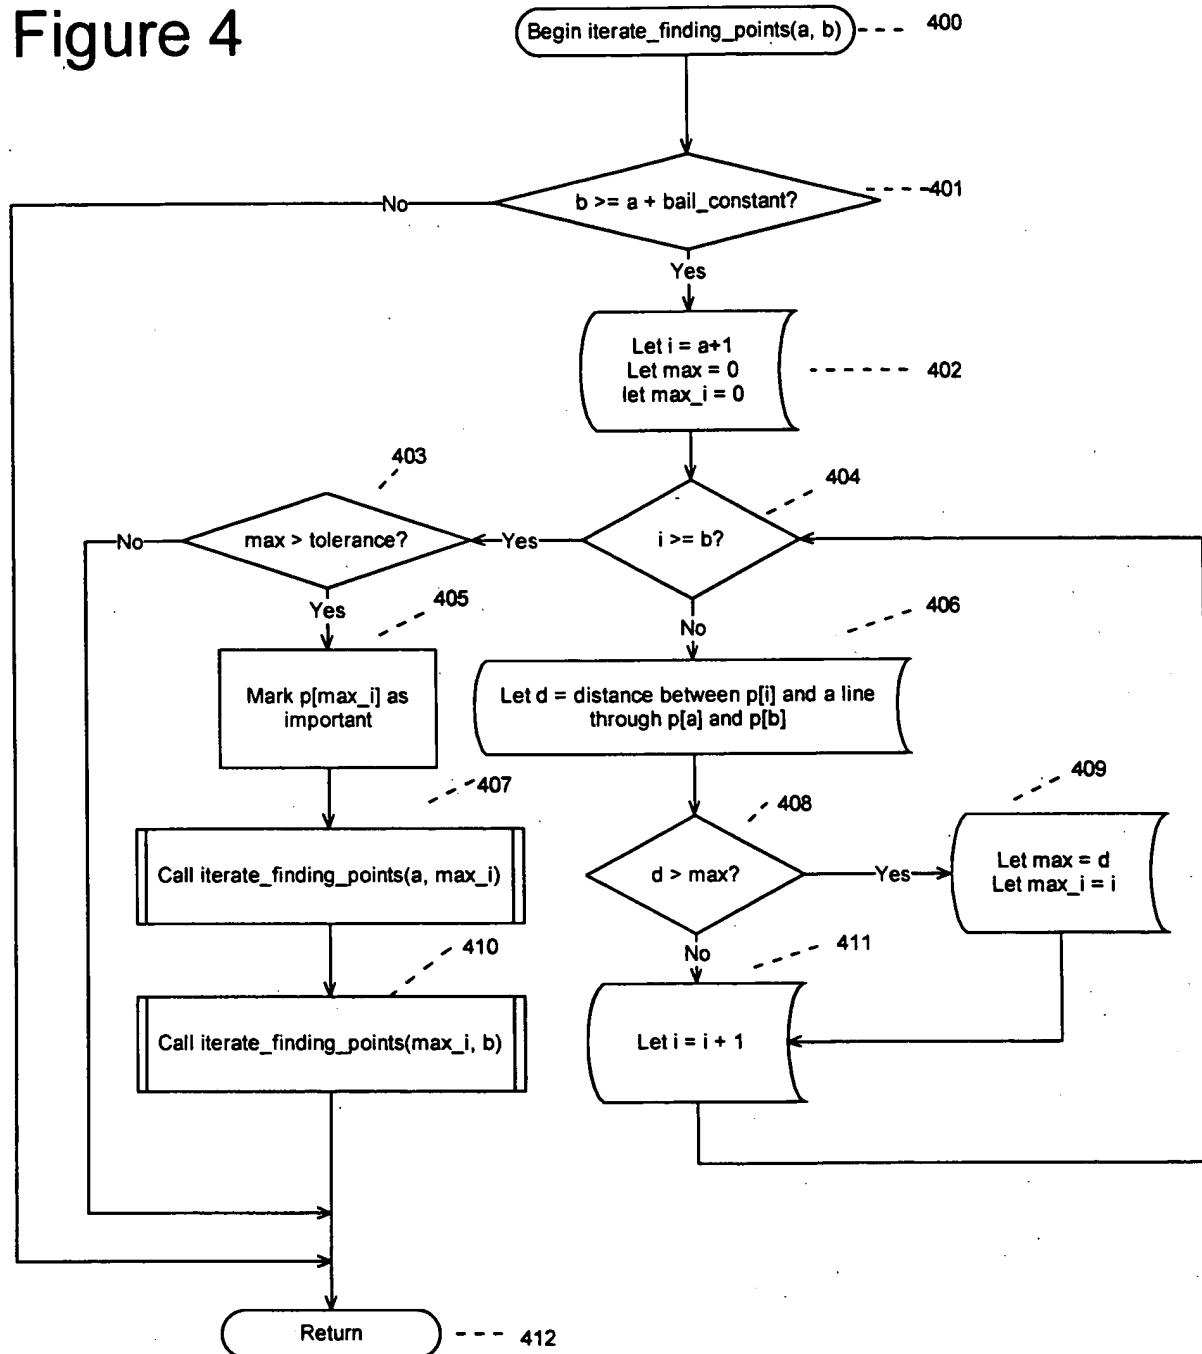 Figure 4
Begin iterate_finding_points(a, b)
400
b >= a + bail_constant?
401
No
Yes
Let i = a+1
Let max = 0
let max_i = 0
402
403
404
No
max > tolerance?
Yes
i >= b?
Yes
405
No
406
Mark p[max_i] as
important
Let d = distance between p[i] and a line
through p[a] and p[b]
407
408
409
Call iterate_finding_points(a, max_i)
d > max?
Yes
Let max = d
Let max_i = i
410
No
411
Call iterate_finding_points(max_i, b)
Let i = i + 1
Return
412